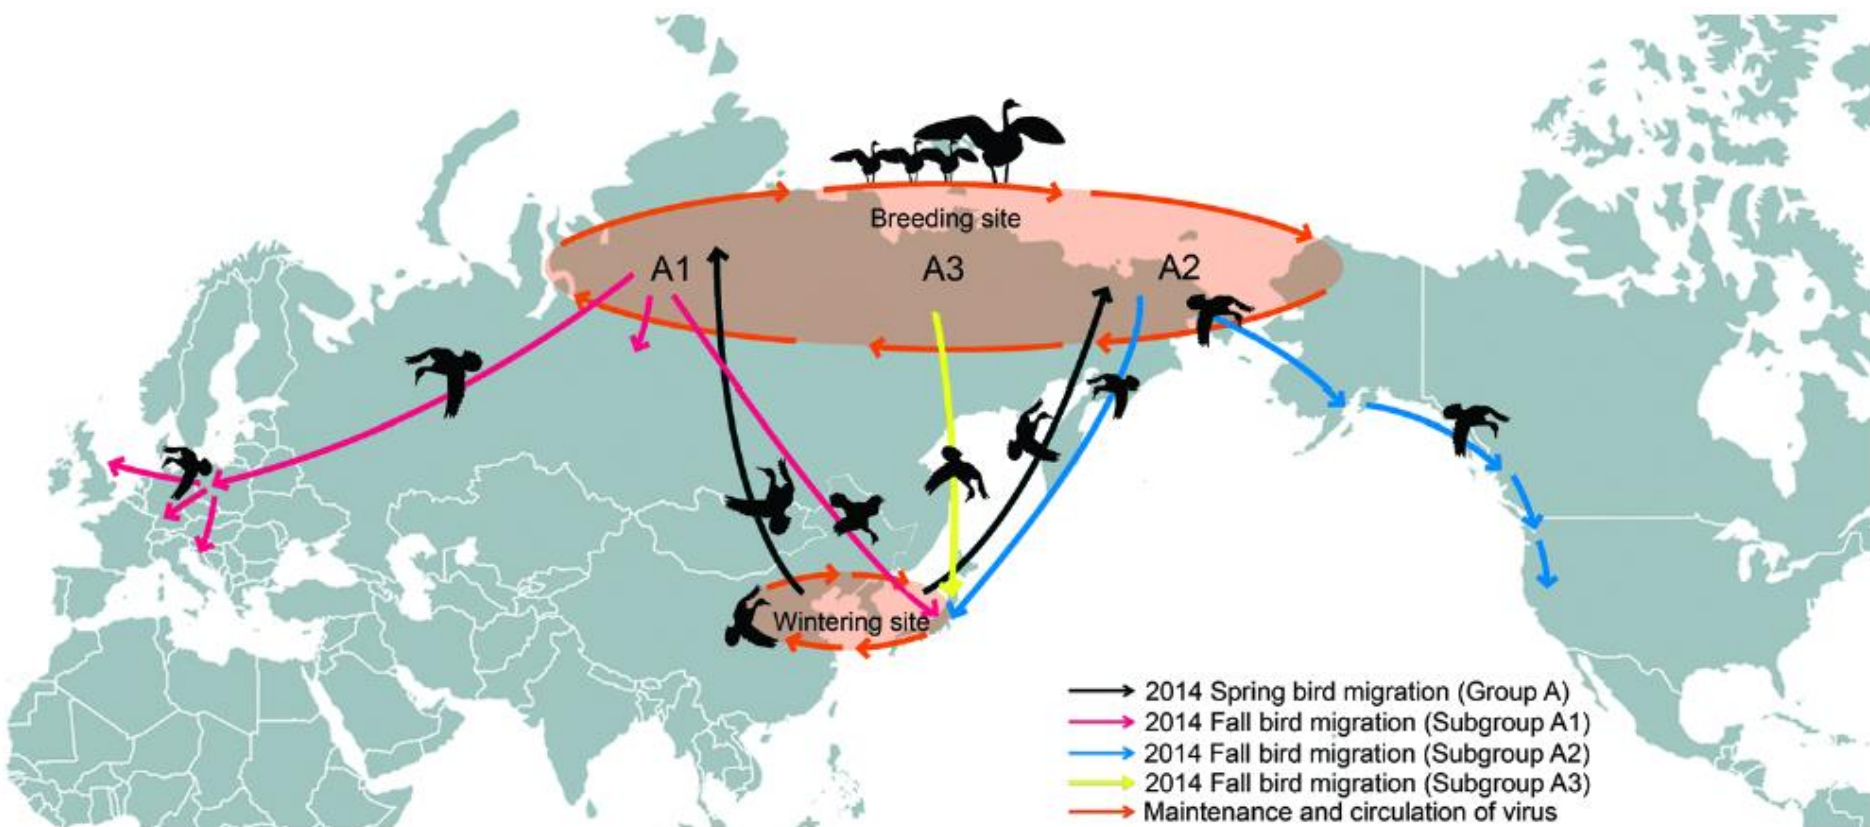 Breeding site
A1
A3
A2
Wintering site
2014 Spring bird migration (Group A)
2014 Fall bird migration (Subgroup A1)
2014 Fall bird migration (Subgroup A2)
2014 Fall bird migration (Subgroup A3)
Maintenance and circulation of virus